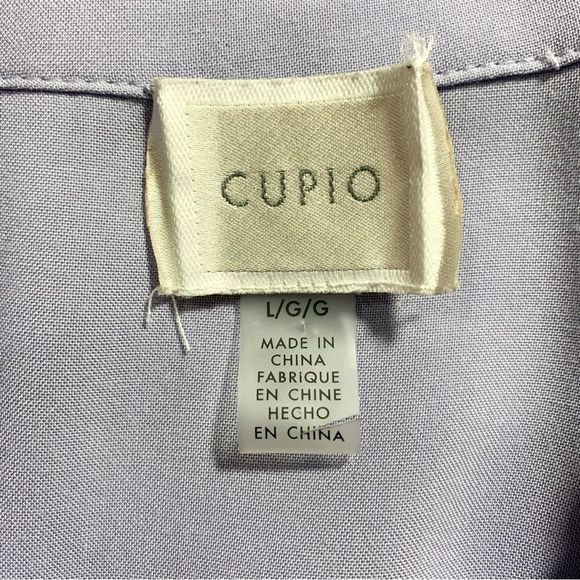 CUPIO
L/G/G
MADE IN
CHINA
FABRIQUE
EN CHINE
HECHO
EN CHINA